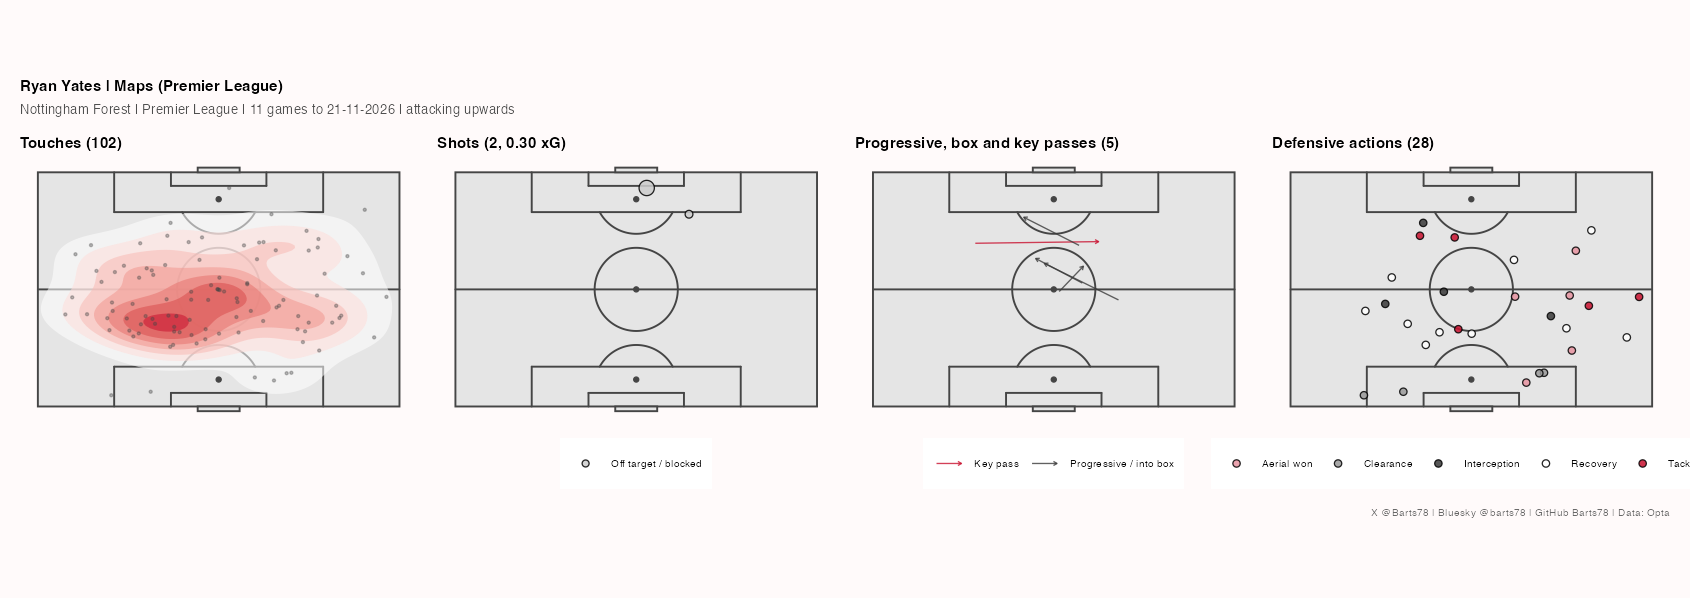 Ryan Yates | Maps (Premier League)
Nottingham Forest | Premier League | 11 games to 21-11-2026 | attacking upwards
Touches (102)
Shots (2, 0.30 xG)
Progressive, box and key passes (5)
Defensive actions (28)
Off target / blocked
Key pass
Progressive / into box
Aerial won
Clearance
Interception
Recovery
Tack
X @Barts78 | Bluesky @barts78 | GitHub Barts78 | Data: Opta